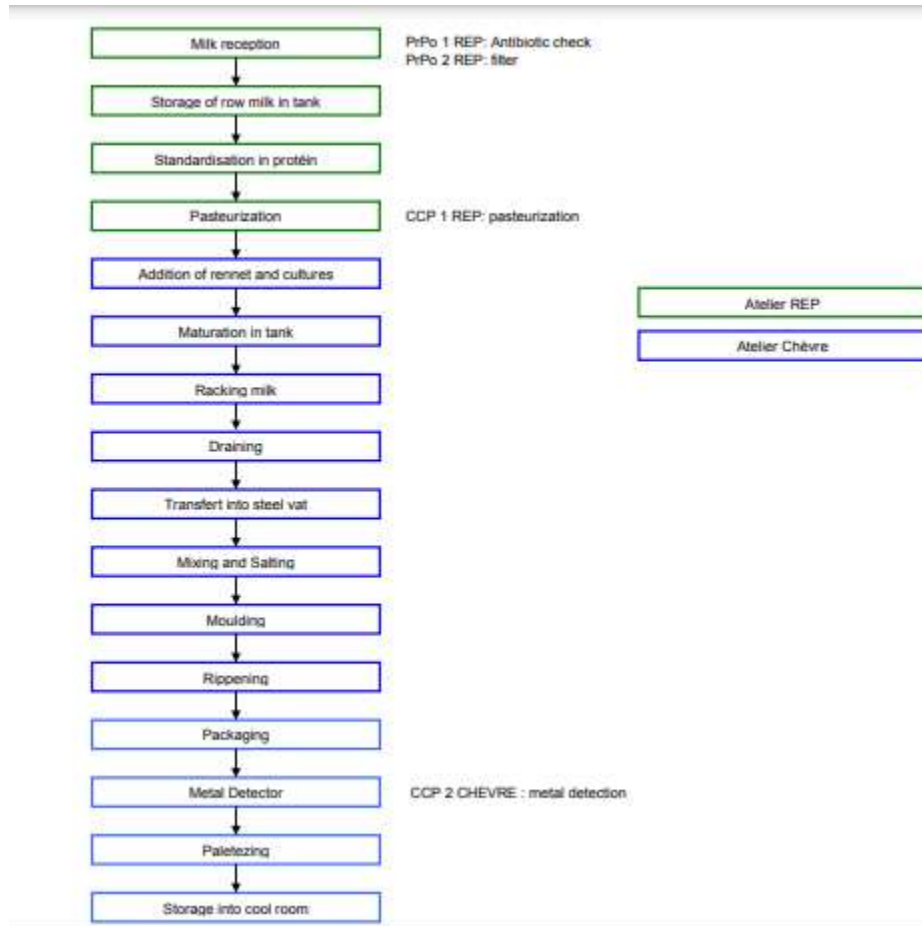 Milk reception
PrPo 1 REP: Antibiotic check
PrPo 2 REP: filter
Storage of row milk in tank
Standardisation in protéin
Pasteurization
CCP 1 REP: pasteurization
Addition of rennet and cultures
Atelier REP
Maturation in tank
Atelier Chèvre
Racking milk
Draining
Transfert into steel vat
Mixing and Salting
Moulding
Rippening
Packaging
Metal Detector
CCP 2 CHEVRE : metal detection
Paletezing
Storage into cool room